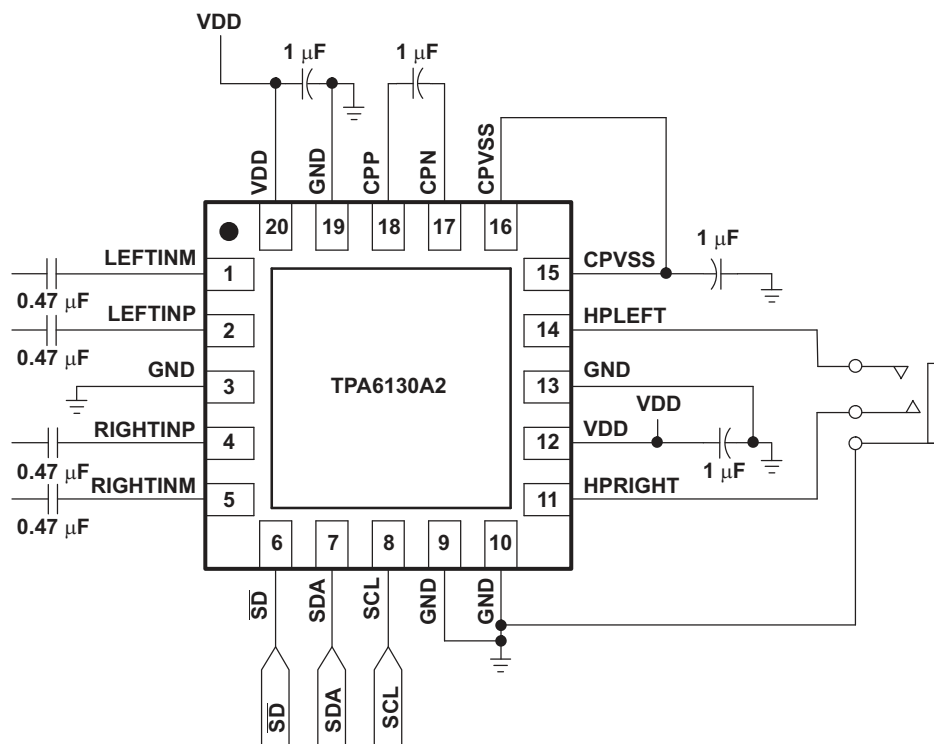 VDD
1 μF
1 μF
VDD
GND
CPP
CPN
CPVSS
20
19
18
17
16
LEFTINM
1
0.47 μF
LEFTINP
2
0.47 μF
GND
3
RIGHTINP
4
0.47 μF
RIGHTINM
5
0.47 μF
TPA6130A2
15
CPVSS
1 μF
14
HPLEFT
13
GND
VDD
12
VDD
1 μF
11
HPRIGHT
6
7
8
9
10
S̅D̅
SDA
SCL
GND
GND
S̅D̅
SDA
SCL